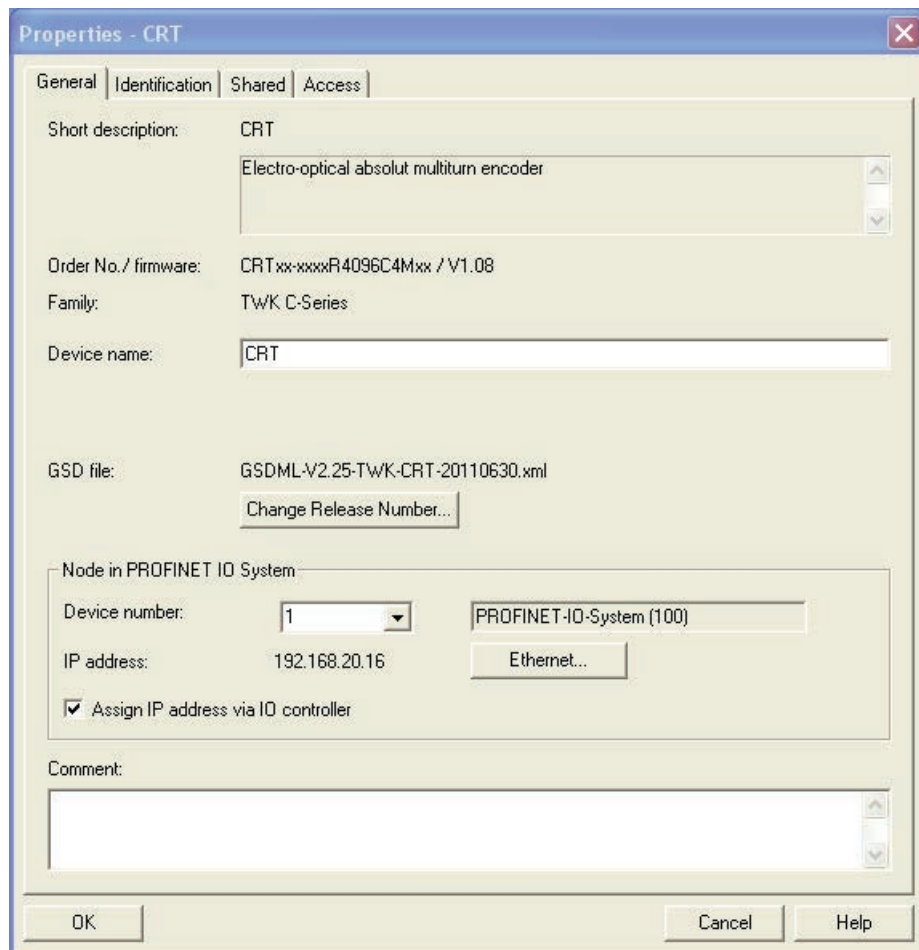 Properties - CRT
General Identification Shared Access
Short description: CRT
Electro-optical absolut multiturn encoder
Order No./ firmware: CRTxx-xxxxR4096C4Mxx / V1.08
Family: TWK C-Series
Device name: CRT
GSD file: GSDML-V2.25-TWK-CRT-20110630.xml
Change Release Number...
Node in PROFINET IO System
Device number: 1 PROFINET-IO-System (100)
IP address: 192.168.20.16 Ethernet...
Assign IP address via IO controller
Comment:
OK Cancel Help